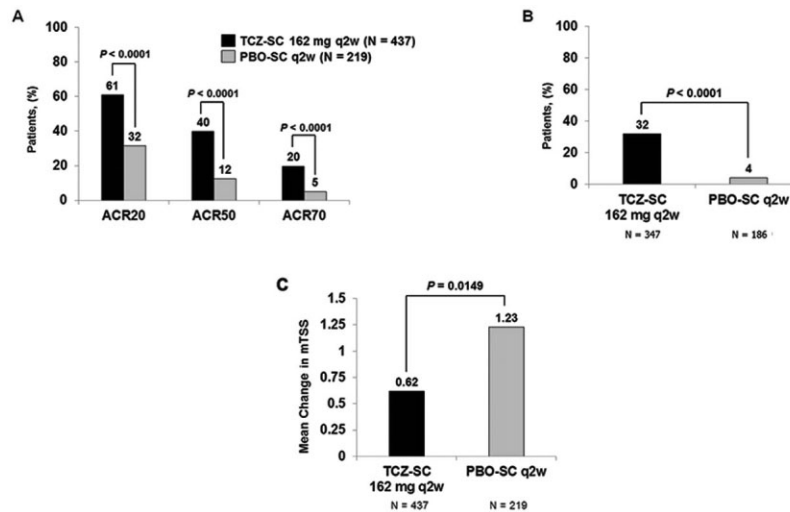 A
Patients, (%)
100
80
60
40
20
0
TCZ-SC 162 mg q2w (N = 437)
PBO-SC q2w (N = 219)
P < 0.0001
61
32
P < 0.0001
40
12
P < 0.0001
20
5
ACR20 ACR50 ACR70
B
Patients, (%)
100
80
60
40
20
0
P < 0.0001
32
4
TCZ-SC
162 mg q2w
PBO-SC q2w
N = 347 N = 186
C
Mean Change in mTSS
1.5
1.25
1
0.75
0.5
0.25
0
P = 0.0149
0.62
1.23
TCZ-SC
162 mg q2w
PBO-SC q2w
N = 437 N = 219